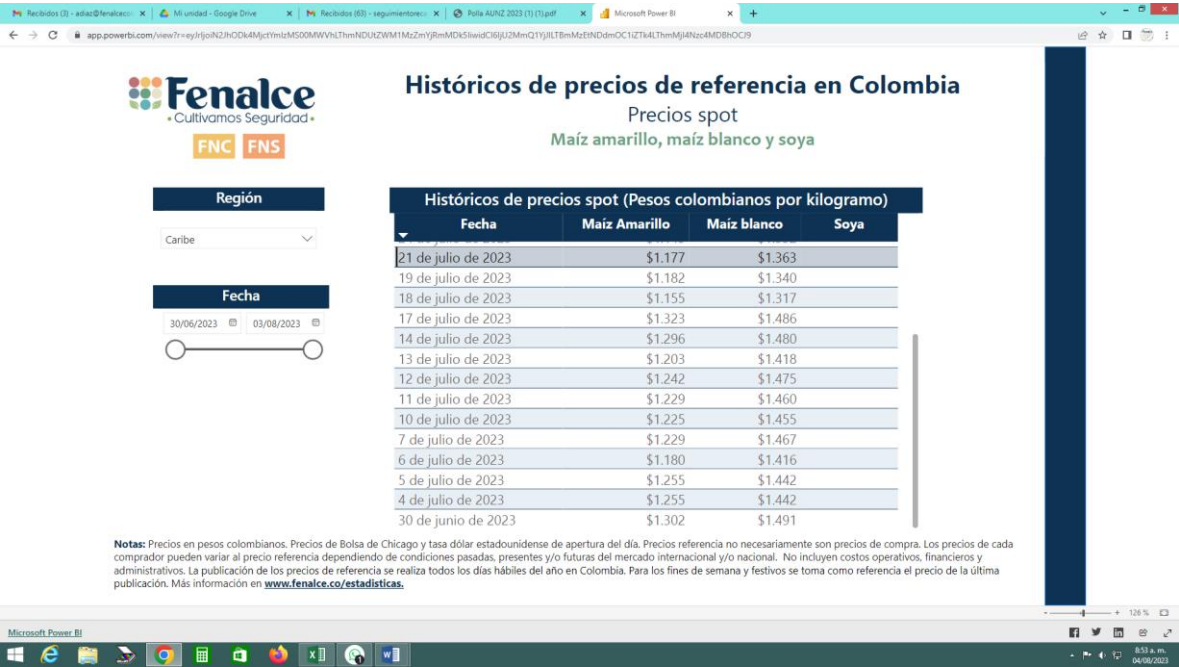 Recibidos (3) - adiaz@fenalceco
Mi unidad - Google Drive
Recibidos (63) - seguimientorec
Polla AUNZ 2023 (1) (1).pdf
Microsoft Power BI
Fenalce
• Cultivamos Seguridad •
FNC FNS
Históricos de precios de referencia en Colombia
Precios spot
Maíz amarillo, maíz blanco y soya
Región
Caribe
Fecha
30/06/2023 03/08/2023
Históricos de precios spot (Pesos colombianos por kilogramo)
Fecha Maíz Amarillo Maíz blanco Soya
21 de julio de 2023 $1.177 $1.363
19 de julio de 2023 $1.182 $1.340
18 de julio de 2023 $1.155 $1.317
17 de julio de 2023 $1.323 $1.486
14 de julio de 2023 $1.296 $1.480
13 de julio de 2023 $1.203 $1.418
12 de julio de 2023 $1.242 $1.475
11 de julio de 2023 $1.229 $1.460
10 de julio de 2023 $1.225 $1.455
7 de julio de 2023 $1.229 $1.467
6 de julio de 2023 $1.180 $1.416
5 de julio de 2023 $1.255 $1.442
4 de julio de 2023 $1.255 $1.442
30 de junio de 2023 $1.302 $1.491
Notas: Precios en pesos colombianos. Precios de Bolsa de Chicago y tasa dólar estadounidense de apertura del día. Precios referencia no necesariamente son precios de compra. Los precios de cada
comprador pueden variar al precio referencia dependiendo de condiciones pasadas, presentes y/o futuras del mercado internacional y/o nacional. No incluyen costos operativos, financieros y
administrativos. La publicación de los precios de referencia se realiza todos los días hábiles del año en Colombia. Para los fines de semana y festivos se toma como referencia el precio de la última
publicación. Más información en www.fenalce.co/estadisticas.
126 %
Microsoft Power BI
8:53 a. m.
04/08/2023